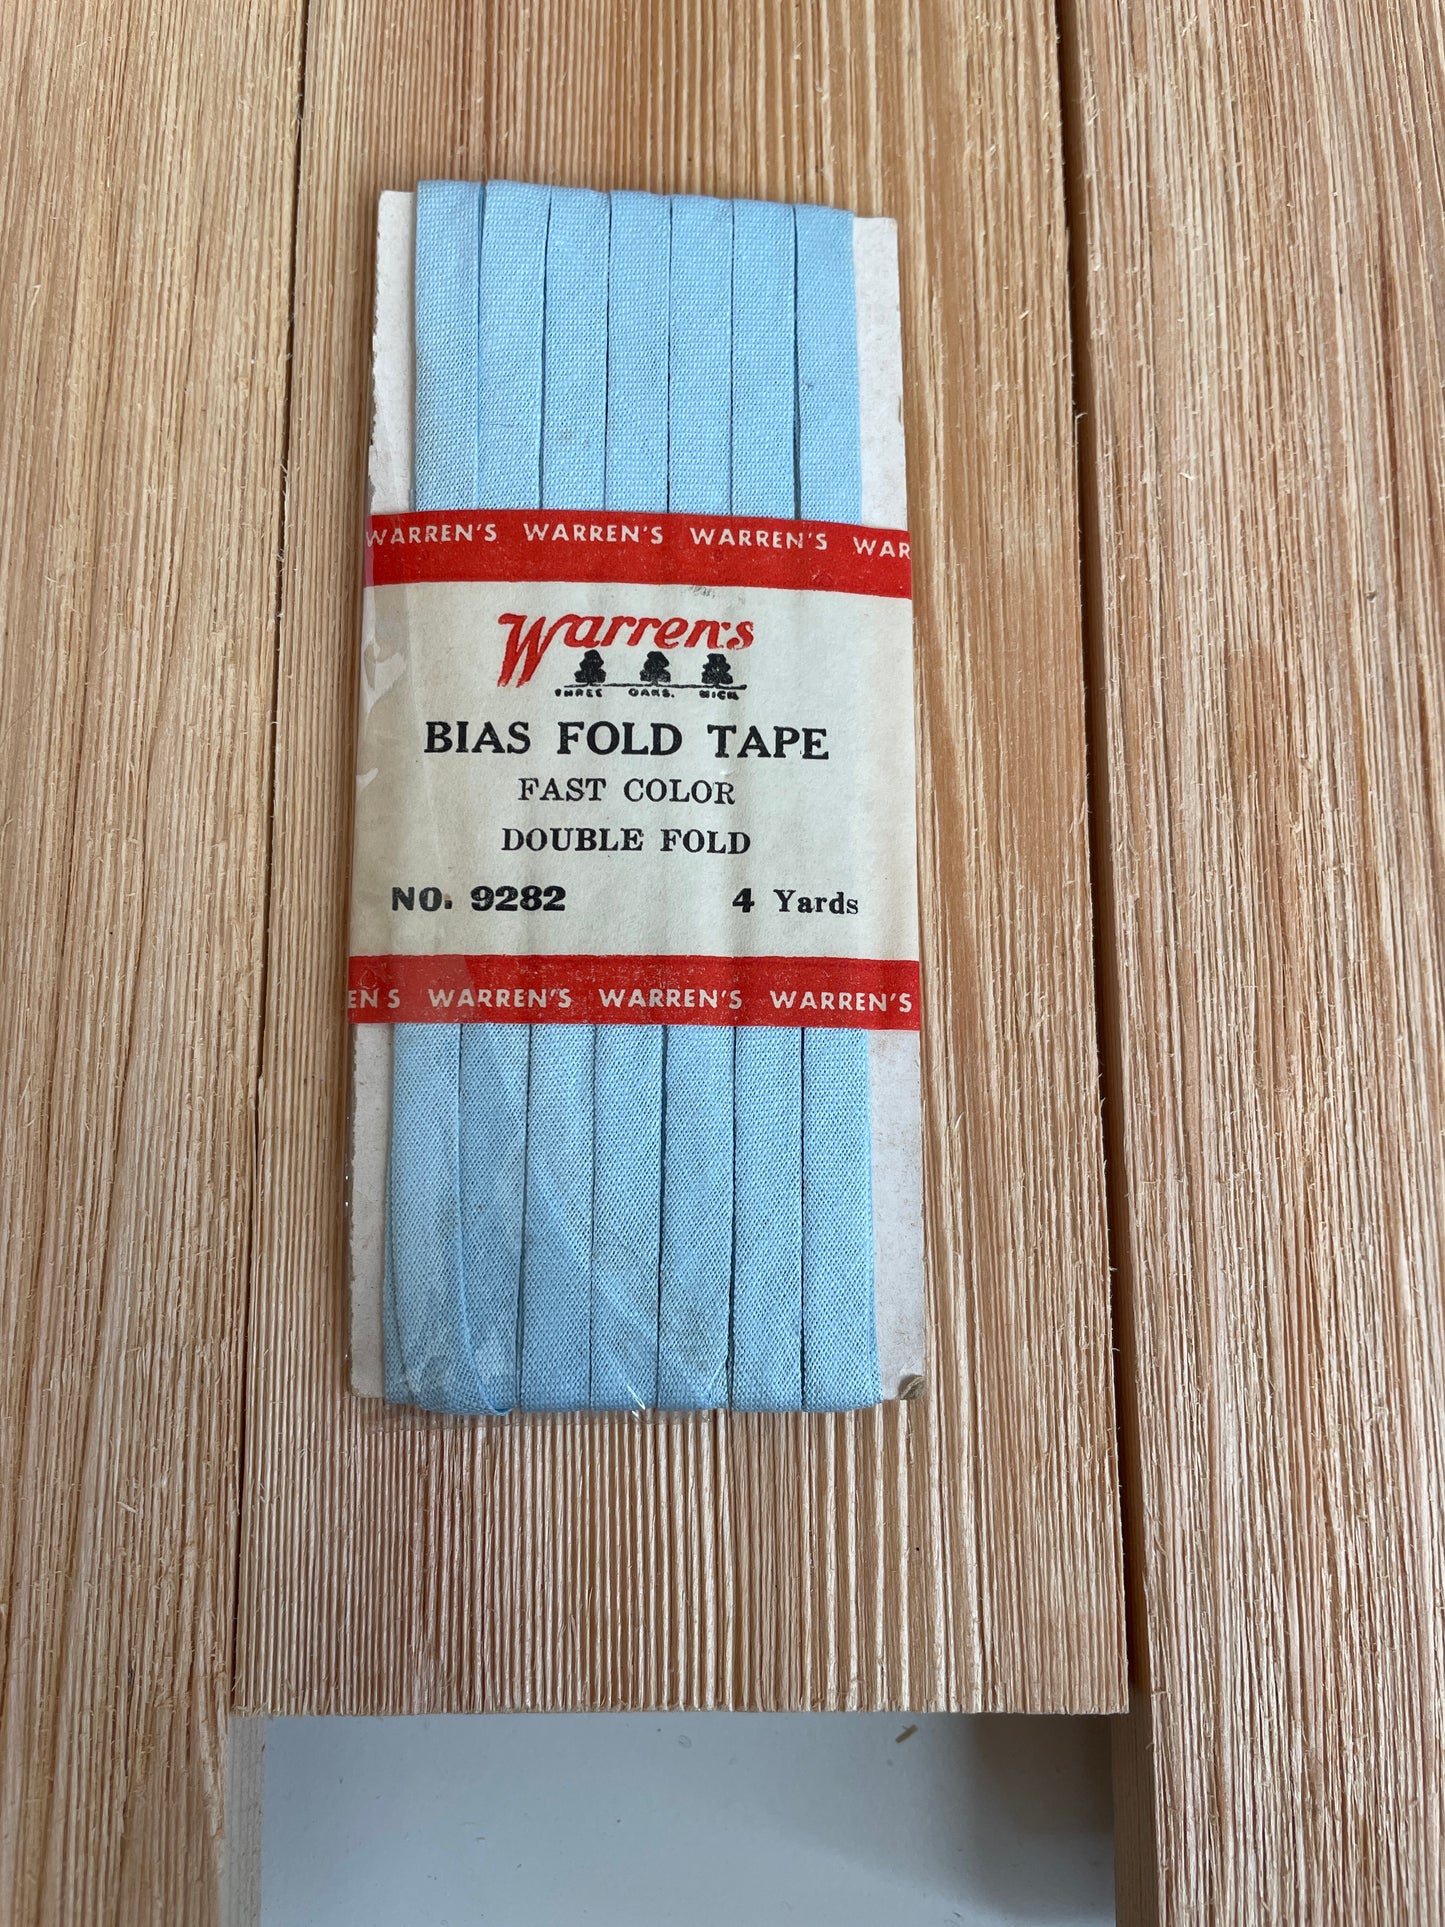 WARREN'S WARREN'S WARREN'S WAR
Warren's
THREE OAKS, MICH.
BIAS FOLD TAPE
FAST COLOR
DOUBLE FOLD
NO. 9282 4 Yards
EN'S WARREN'S WARREN'S WARREN'S